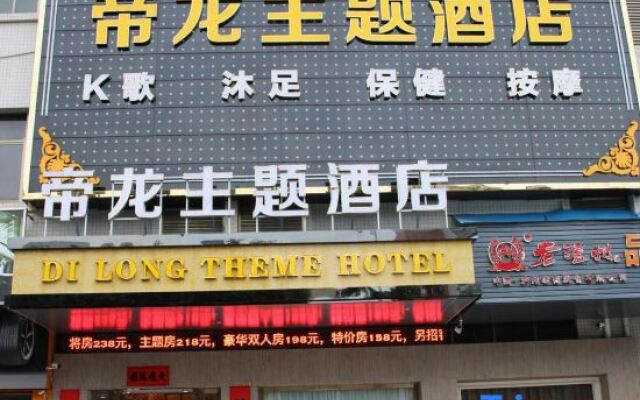 帝龙主题酒店
K歌 沐足 保健 按摩
帝龙主题酒店
DI LONG THEME HOTEL
将房238元，主题房218元，豪华双人房198元，特价房158元，另招